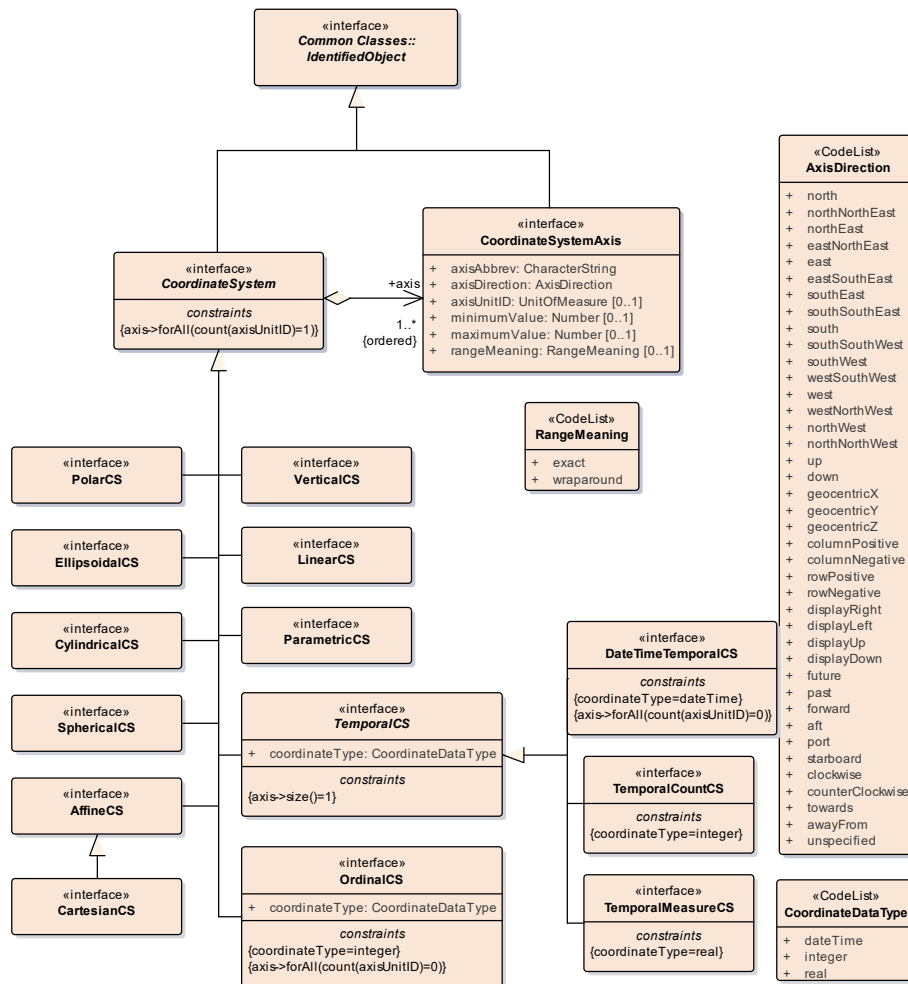 «interface»
Common Classes::
IdentifiedObject
«interface»
CoordinateSystem
constraints
{axis->forAll(count(axisUnitID)=1)}
+axis
1..*
{ordered}
«interface»
CoordinateSystemAxis
+ axisAbbrev: CharacterString
+ axisDirection: AxisDirection
+ axisUnitID: UnitOfMeasure [0..1]
+ minimumValue: Number [0..1]
+ maximumValue: Number [0..1]
+ rangeMeaning: RangeMeaning [0..1]
«CodeList»
RangeMeaning
+ exact
+ wraparound
«CodeList»
AxisDirection
+ north
+ northNorthEast
+ northEast
+ eastNorthEast
+ east
+ eastSouthEast
+ southEast
+ southSouthEast
+ south
+ southSouthWest
+ southWest
+ westSouthWest
+ west
+ westNorthWest
+ northWest
+ northNorthWest
+ up
+ down
+ geocentricX
+ geocentricY
+ geocentricZ
+ columnPositive
+ columnNegative
+ rowPositive
+ rowNegative
+ displayRight
+ displayLeft
+ displayUp
+ displayDown
+ future
+ past
+ forward
+ aft
+ port
+ starboard
+ clockwise
+ counterClockwise
+ towards
+ awayFrom
+ unspecified
«interface»
PolarCS
«interface»
VerticalCS
«interface»
EllipsoidalCS
«interface»
LinearCS
«interface»
CylindricalCS
«interface»
ParametricCS
«interface»
SphericalCS
«interface»
TemporalCS
+ coordinateType: CoordinateDataType
constraints
{axis->size()=1}
«interface»
AffineCS
«interface»
CartesianCS
«interface»
OrdinalCS
+ coordinateType: CoordinateDataType
constraints
{coordinateType=integer}
{axis->forAll(count(axisUnitID)=0)}
«interface»
DateTimeTemporalCS
constraints
{coordinateType=dateTime}
{axis->forAll(count(axisUnitID)=0)}
«interface»
TemporalCountCS
constraints
{coordinateType=integer}
«interface»
TemporalMeasureCS
constraints
{coordinateType=real}
«CodeList»
CoordinateDataType
+ dateTime
+ integer
+ real